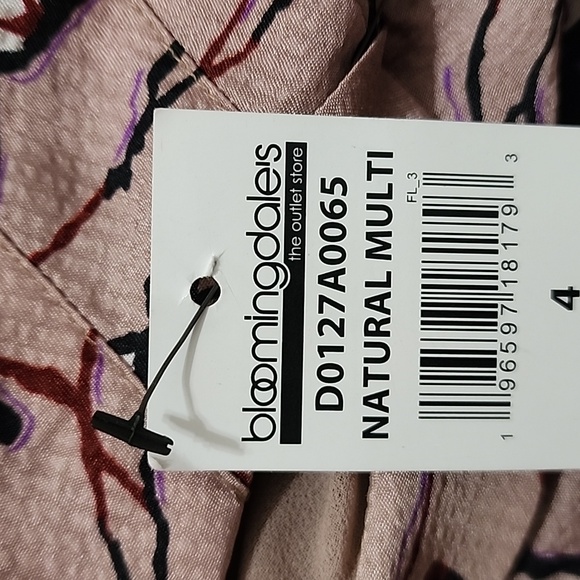 bloomingdale's
the outlet store
D0127A0065
NATURAL MULTI
FL_3
1 96597 18179 3
4